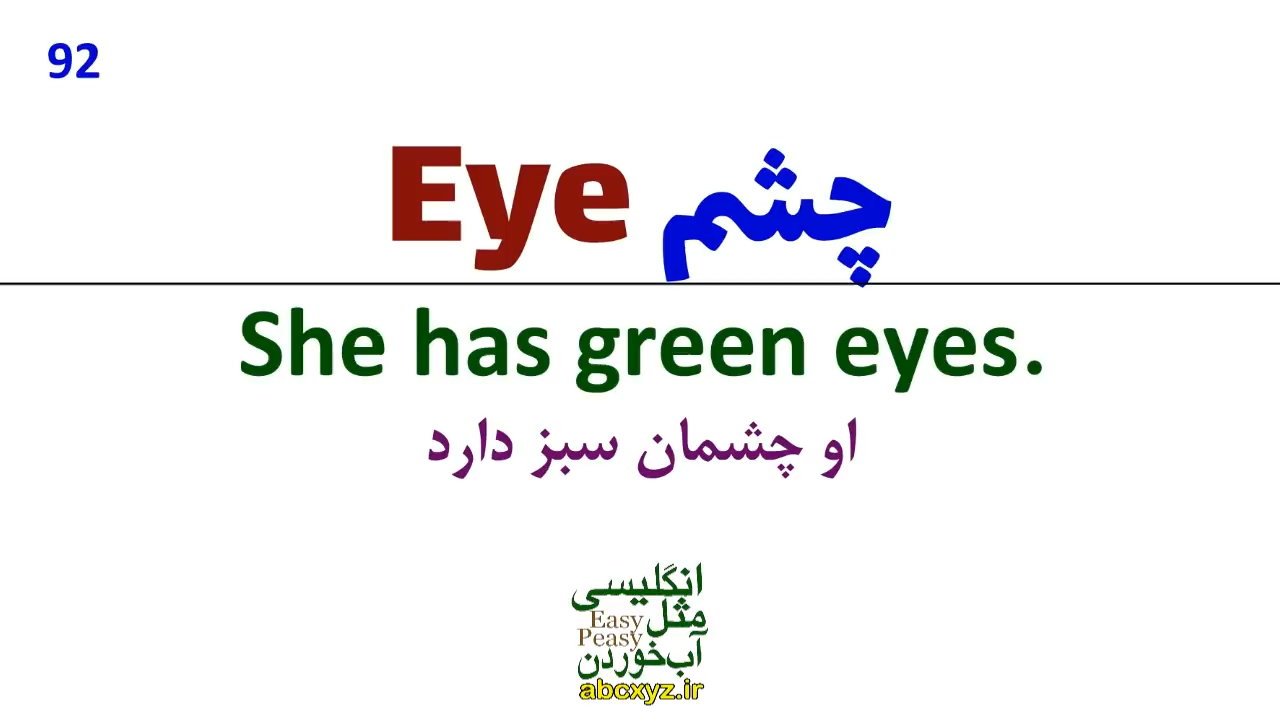 92
Eye چشم
She has green eyes.
او چشمان سبز دارد
انگلیسی
مثل
Easy
Peasy
آب‌خوردن
abcxyz.ir